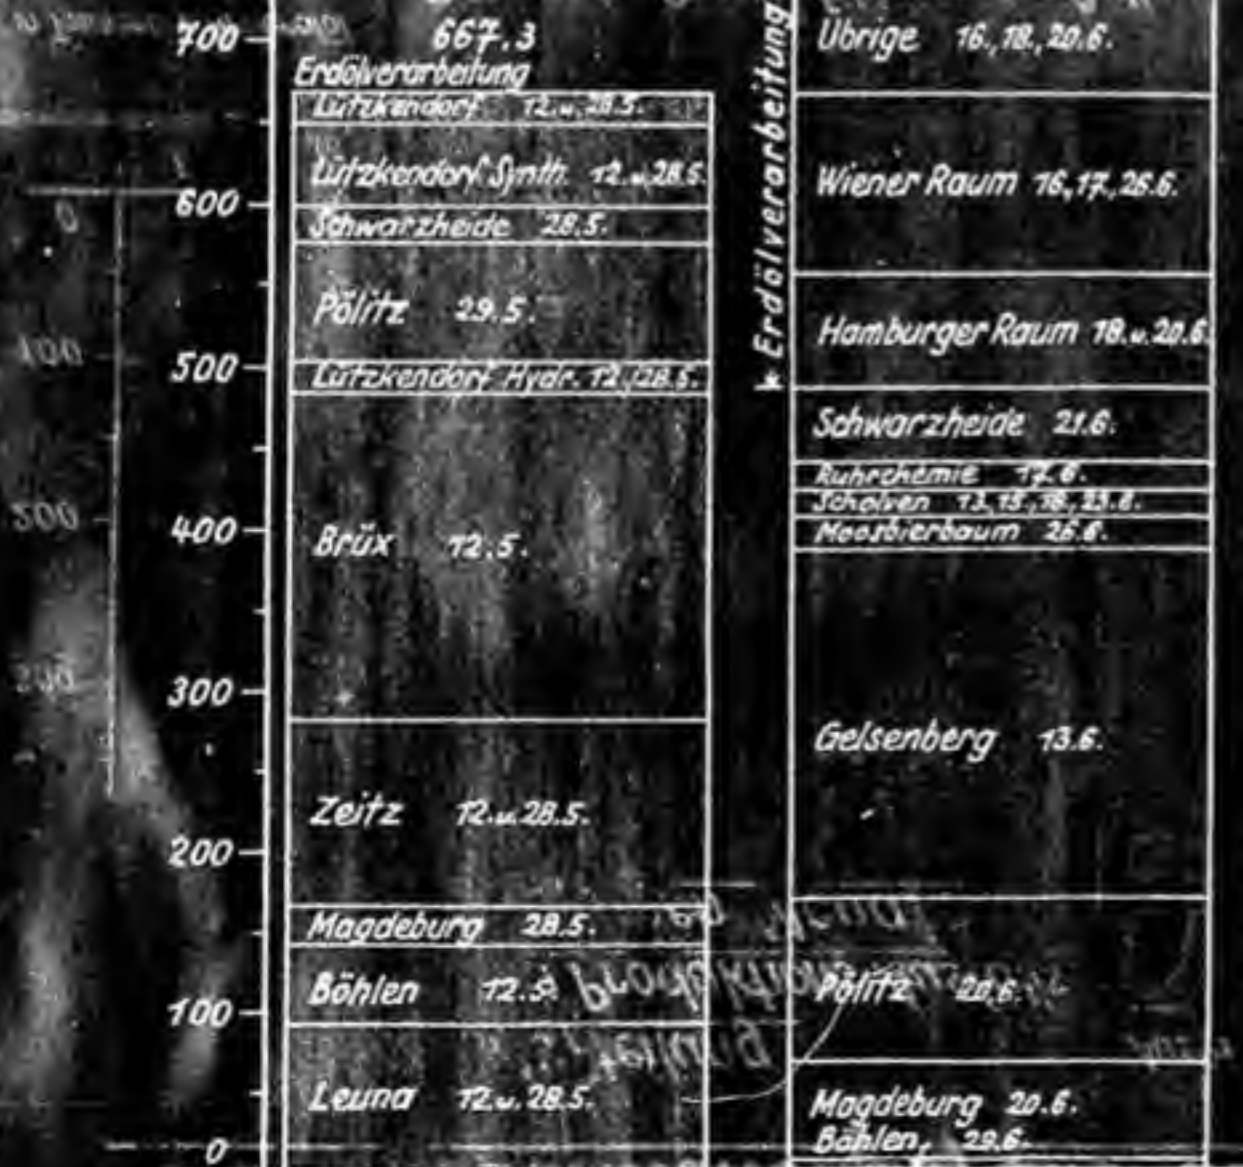 700
600
500
400
300
200
100
0
667.3
Erdölverarbeitung
Lützkendorf 12.u.28.5.
Lützkendorf Synth. 12.u.28.5.
Schwarzheide 28.5.
Pölitz 29.5.
Lützkendorf Hydr. 12./28.5.
Brüx 12.5.
Zeitz 12.u.28.5.
Magdeburg 28.5.
Böhlen 12.5.
Leuna 12.u.28.5.
Erdölverarbeitung
Übrige 16.,18.,20.6.
Wiener Raum 16.,17.,26.6.
Hamburger Raum 18.u.20.6.
Schwarzheide 21.6.
Ruhrchemie 17.6.
Scholven 13.,15.,18.,23.6.
Moosbierbaum 26.6.
Gelsenberg 13.6.
Pölitz 20.6.
Magdeburg 20.6.
Böhlen, 29.6.